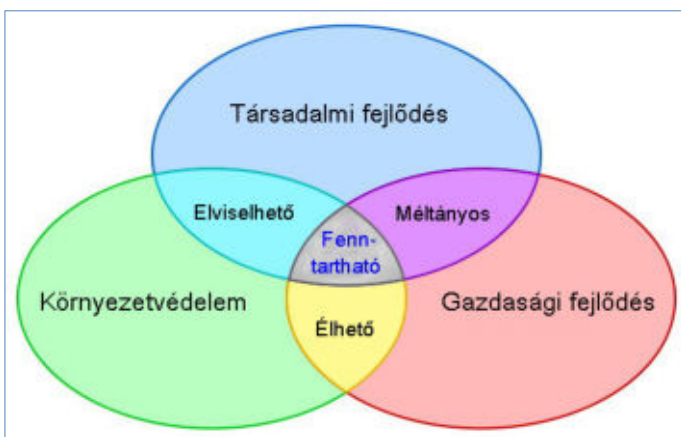 Társadalmi fejlődés
Elviselhető
Méltányos
Fenn-
tartható
Környezetvédelem
Gazdasági fejlődés
Élhető